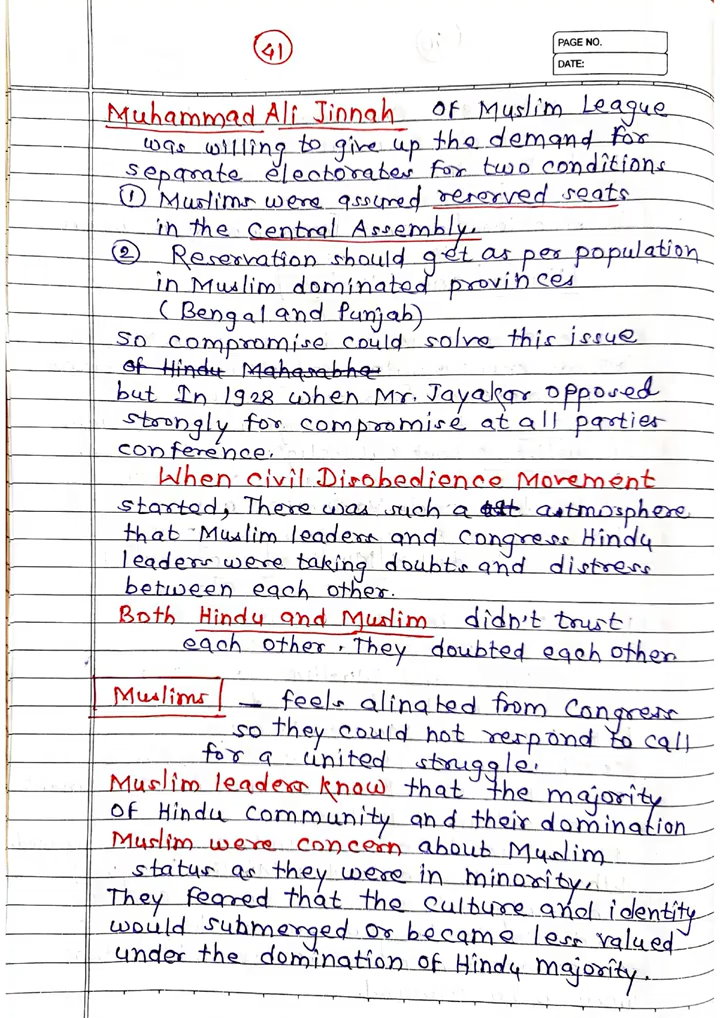 41
PAGE NO.
DATE:
Muhammad Ali Jinnah of Muslim League
was willing to give up the demand for
separate electorates for two conditions
① Muslims were assured reserved seats
in the central Assembly.
② Reservation should get as per population
in Muslim dominated provinces
(Bengal and Punjab)
so compromise could solve this issue
of Hindu Mahasabha
but In 1928 when Mr. Jayakar opposed
strongly for compromise at all parties
conference.
When Civil Disobedience Movement
started, There was such a astmosphere
that Muslim leaders and congress Hindu
leaders were taking doubts and distress
between each other.
Both Hindu and Muslim didn't trust
each other. They doubted each other
Muslims – feels alinated from Congress
so they could not respond to call
for a united struggle.
Muslim leaders know that the majority
of Hindu community and their domination
Muslim were concern about Muslim
status as they were in minority.
They feared that the culture and identity
would submerged or became less valued
under the domination of Hindu majority.